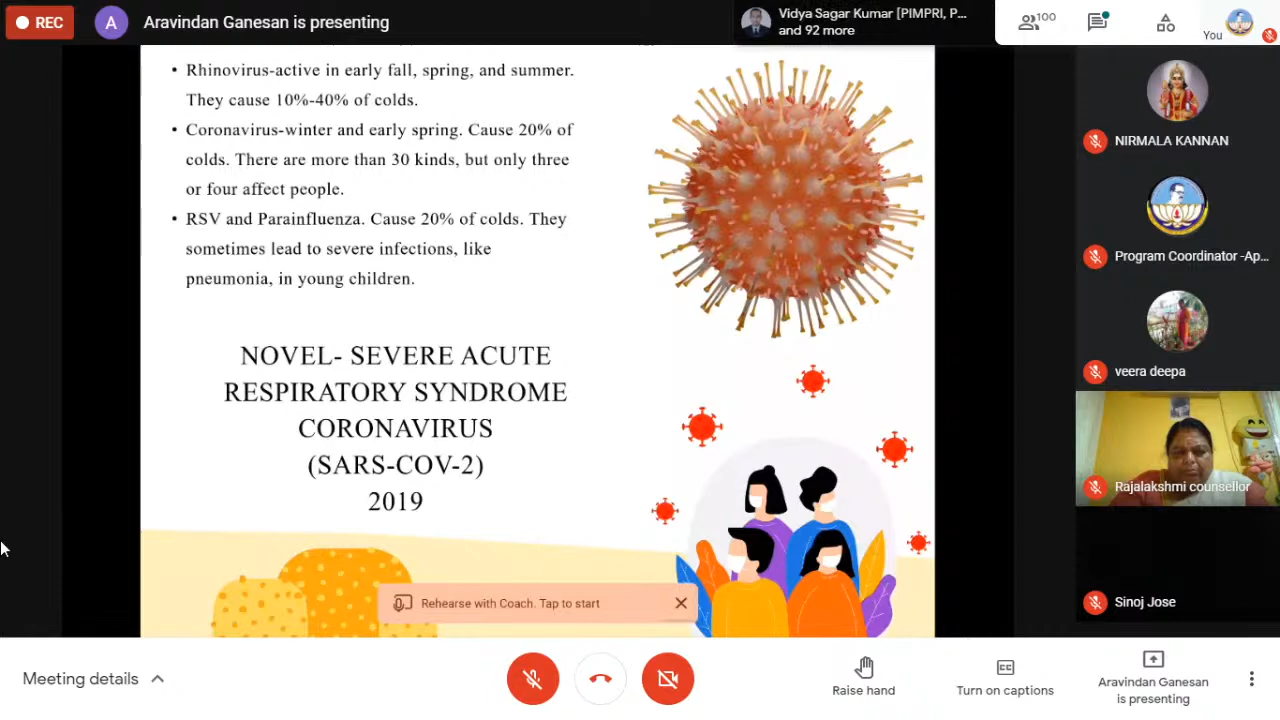 REC
A
Aravindan Ganesan is presenting
Vidya Sagar Kumar [PIMPRI, P...
and 92 more
100
You
• Rhinovirus-active in early fall, spring, and summer.
They cause 10%-40% of colds.
• Coronavirus-winter and early spring. Cause 20% of
colds. There are more than 30 kinds, but only three
or four affect people.
• RSV and Parainfluenza. Cause 20% of colds. They
sometimes lead to severe infections, like
pneumonia, in young children.
NOVEL- SEVERE ACUTE
RESPIRATORY SYNDROME
CORONAVIRUS
(SARS-COV-2)
2019
Rehearse with Coach. Tap to start
NIRMALA KANNAN
Program Coordinator -Ap...
veera deepa
Rajalakshmi counsellor
Sinoj Jose
Meeting details
Raise hand
Turn on captions
Aravindan Ganesan
is presenting